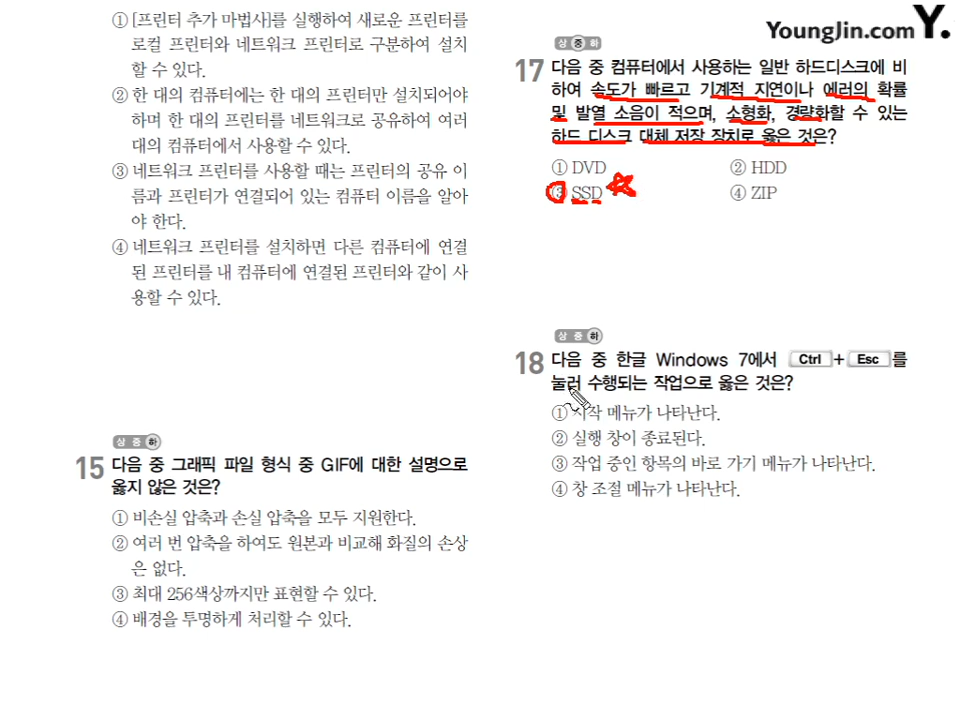 ① [프린터 추가 마법사]를 실행하여 새로운 프린터를
로컬 프린터와 네트워크 프린터로 구분하여 설치
할 수 있다.
② 한 대의 컴퓨터에는 한 대의 프린터만 설치되어야
하며 한 대의 프린터를 네트워크로 공유하여 여러
대의 컴퓨터에서 사용할 수 있다.
③ 네트워크 프린터를 사용할 때는 프린터의 공유 이
름과 프린터가 연결되어 있는 컴퓨터 이름을 알아
야 한다.
④ 네트워크 프린터를 설치하면 다른 컴퓨터에 연결
된 프린터를 내 컴퓨터에 연결된 프린터와 같이 사
용할 수 있다.
상 중 하
15 다음 중 그래픽 파일 형식 중 GIF에 대한 설명으로
옳지 않은 것은?
① 비손실 압축과 손실 압축을 모두 지원한다.
② 여러 번 압축을 하여도 원본과 비교해 화질의 손상
은 없다.
③ 최대 256색상까지만 표현할 수 있다.
④ 배경을 투명하게 처리할 수 있다.
YoungJin.com Y.
상 중 하
17 다음 중 컴퓨터에서 사용하는 일반 하드디스크에 비
하여 속도가 빠르고 기계적 지연이나 에러의 확률
및 발열 소음이 적으며, 소형화, 경량화할 수 있는
하드 디스크 대체 저장 장치로 옳은 것은?
① DVD ② HDD
③ SSD ④ ZIP
상 중 하
18 다음 중 한글 Windows 7에서 Ctrl + Esc 를
눌러 수행되는 작업으로 옳은 것은?
① 시작 메뉴가 나타난다.
② 실행 창이 종료된다.
③ 작업 중인 항목의 바로 가기 메뉴가 나타난다.
④ 창 조절 메뉴가 나타난다.